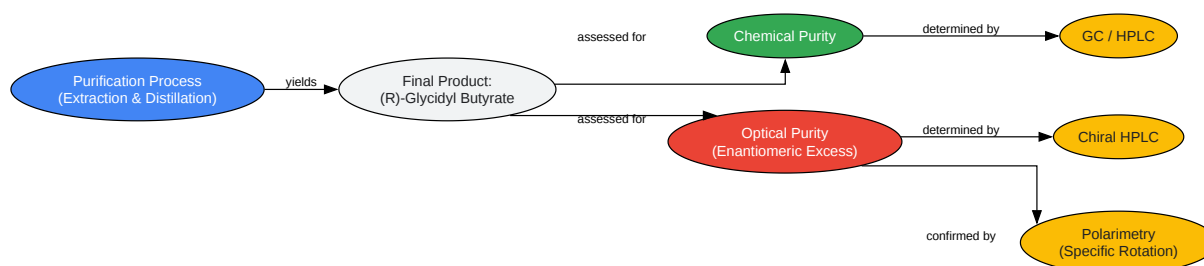 Purification Process
(Extraction & Distillation)
yields
Final Product:
(R)-Glycidyl Butyrate
assessed for
Chemical Purity
determined by
GC / HPLC
assessed for
Optical Purity
(Enantiomeric Excess)
determined by
Chiral HPLC
confirmed by
Polarimetry
(Specific Rotation)